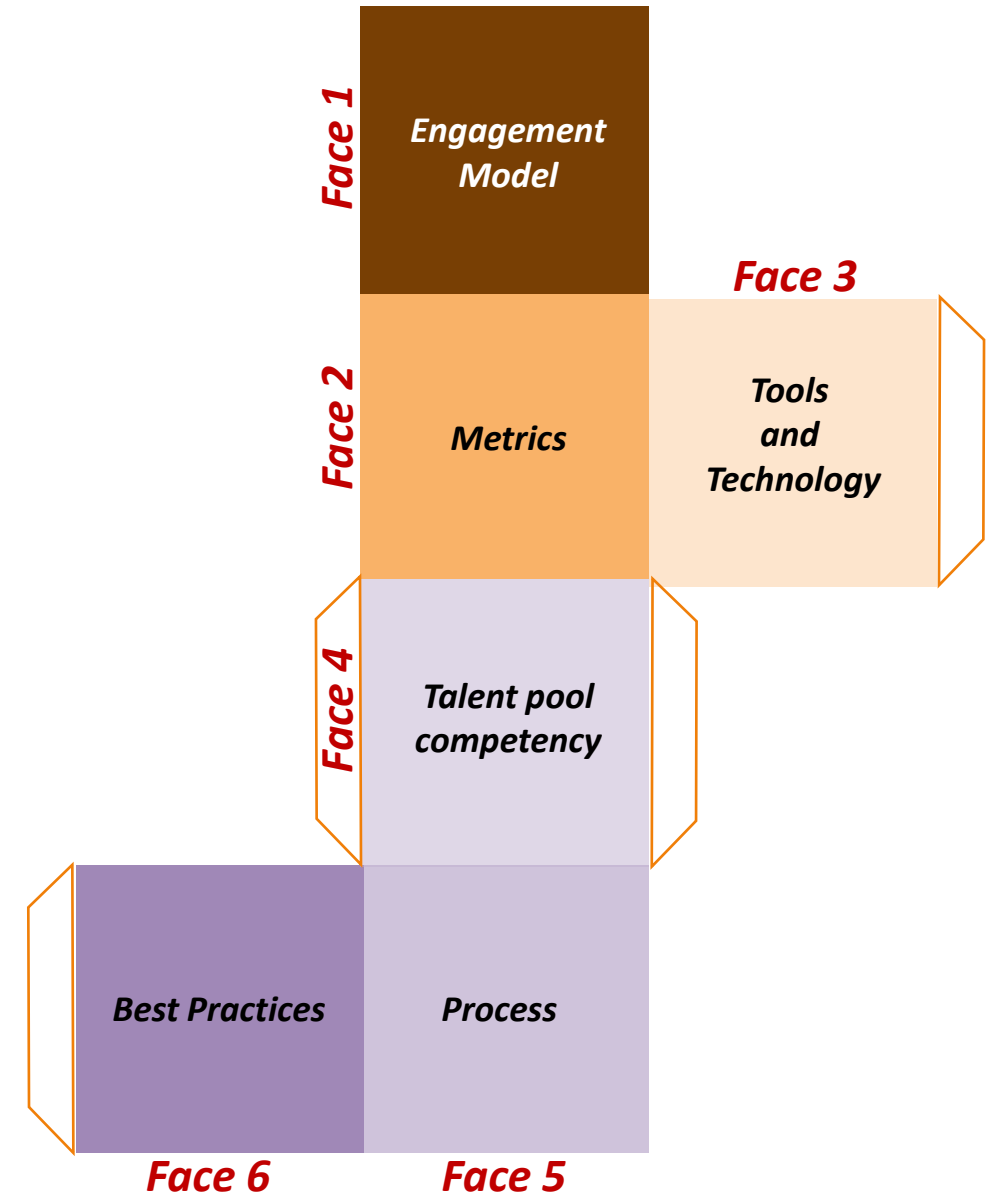 Face 1
Engagement
Model
Face 3
Face 2
Metrics
Tools
and
Technology
Face 4
Talent pool
competency
Best Practices
Process
Face 6
Face 5